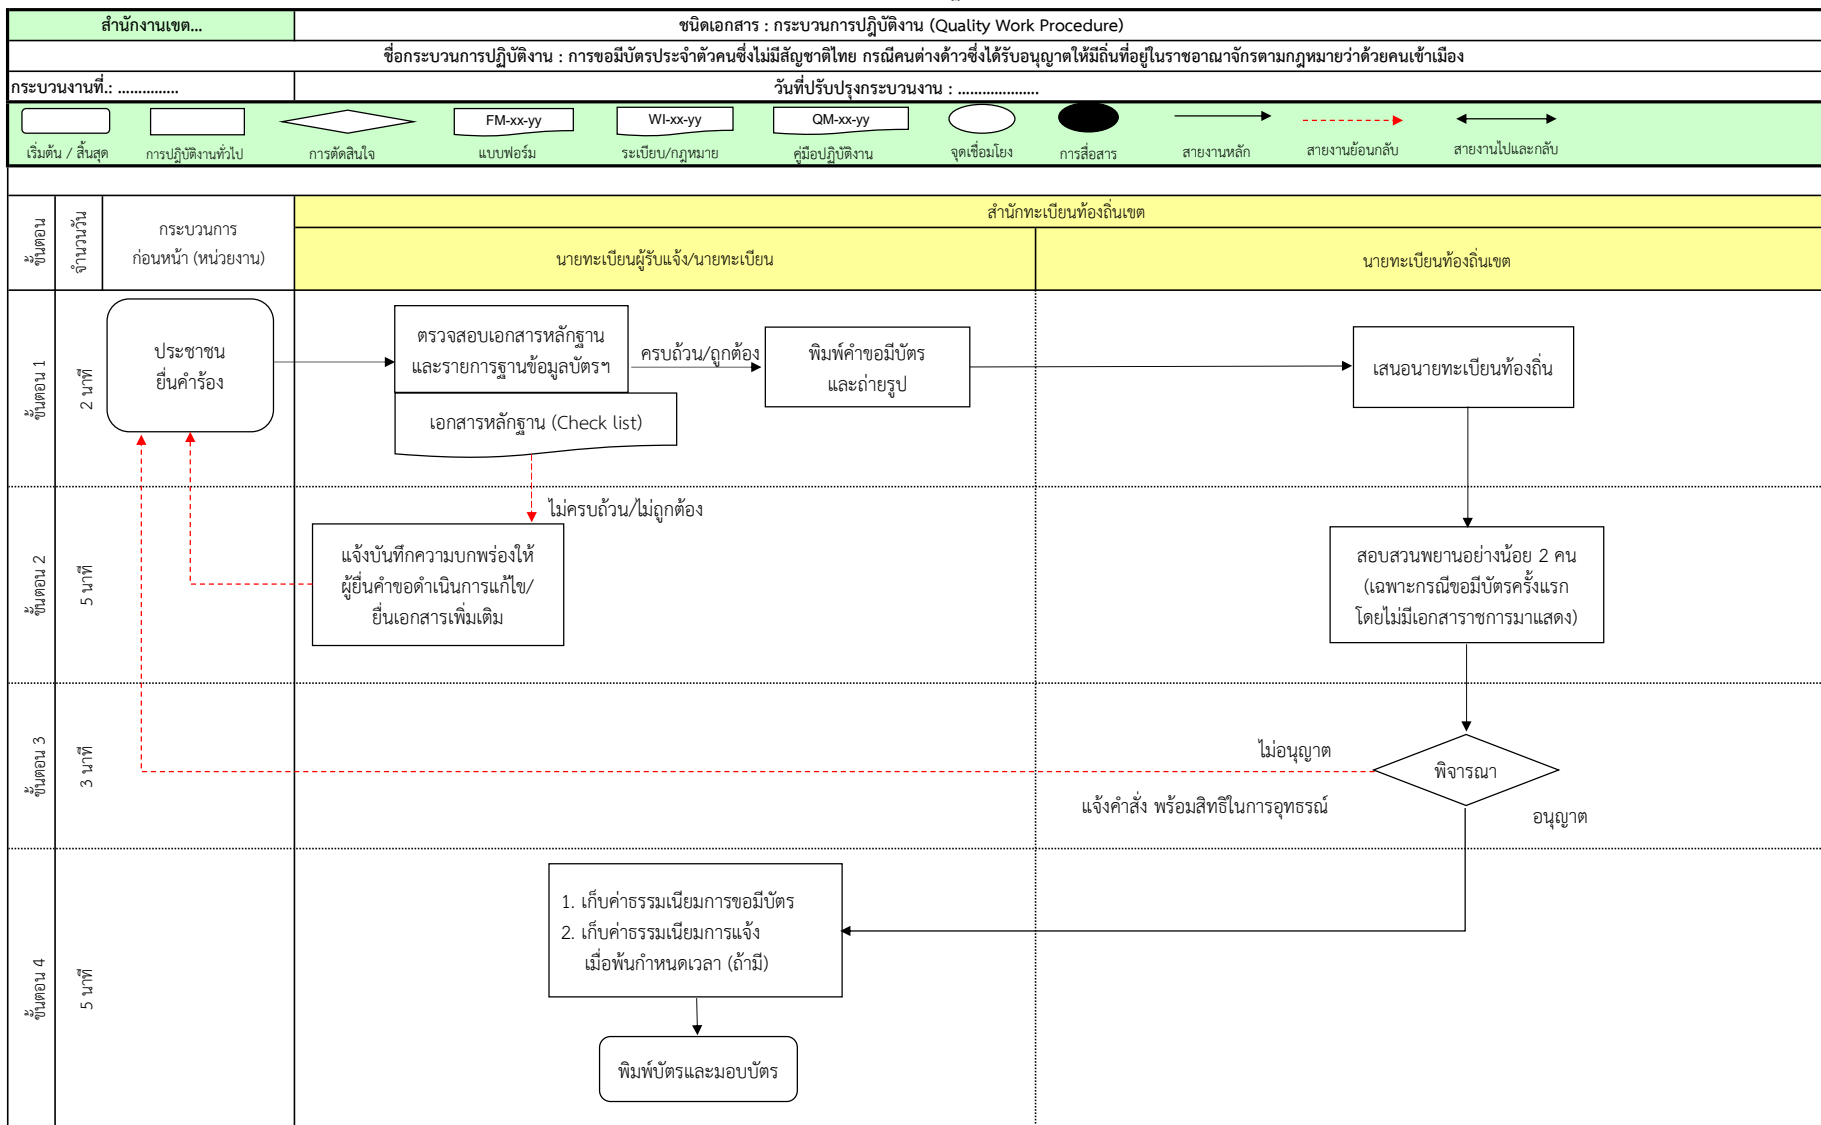 สำนักงานเขต...
ชนิดเอกสาร : กระบวนการปฏิบัติงาน (Quality Work Procedure)
ชื่อกระบวนการปฏิบัติงาน : การขอมีบัตรประจำตัวคนซึ่งไม่มีสัญชาติไทย กรณีคนต่างด้าวซึ่งได้รับอนุญาตให้มีถิ่นที่อยู่ในราชอาณาจักรตามกฎหมายว่าด้วยคนเข้าเมือง
กระบวนงานที่.: ...............
วันที่ปรับปรุงกระบวนงาน : ....................
FM-xx-yy
WI-xx-yy
QM-xx-yy
เริ่มต้น / สิ้นสุด
การปฏิบัติงานทั่วไป
การตัดสินใจ
แบบฟอร์ม
ระเบียบ/กฎหมาย
คู่มือปฏิบัติงาน
จุดเชื่อมโยง
การสื่อสาร
สายงานหลัก
สายงานย้อนกลับ
สายงานไปและกลับ
ขั้นตอน
จำนวนวัน
กระบวนการ
ก่อนหน้า (หน่วยงาน)
สำนักทะเบียนท้องถิ่นเขต
นายทะเบียนผู้รับแจ้ง/นายทะเบียน
นายทะเบียนท้องถิ่นเขต
ขั้นตอน 1
2 นาที
ประชาชน
ยื่นคำร้อง
ตรวจสอบเอกสารหลักฐาน
และรายการฐานข้อมูลบัตรฯ
เอกสารหลักฐาน (Check list)
ครบถ้วน/ถูกต้อง
พิมพ์คำขอมีบัตร
และถ่ายรูป
เสนอนายทะเบียนท้องถิ่น
ขั้นตอน 2
5 นาที
ไม่ครบถ้วน/ไม่ถูกต้อง
แจ้งบันทึกความบกพร่องให้
ผู้ยื่นคำขอดำเนินการแก้ไข/
ยื่นเอกสารเพิ่มเติม
สอบสวนพยานอย่างน้อย 2 คน
(เฉพาะกรณีขอมีบัตรครั้งแรก
โดยไม่มีเอกสาราชการมาแสดง)
ขั้นตอน 3
3 นาที
ไม่อนุญาต
พิจารณา
แจ้งคำสั่ง พร้อมสิทธิในการอุทธรณ์
อนุญาต
ขั้นตอน 4
5 นาที
1. เก็บค่าธรรมเนียมการขอมีบัตร
2. เก็บค่าธรรมเนียมการแจ้ง
เมื่อพ้นกำหนดเวลา (ถ้ามี)
พิมพ์บัตรและมอบบัตร